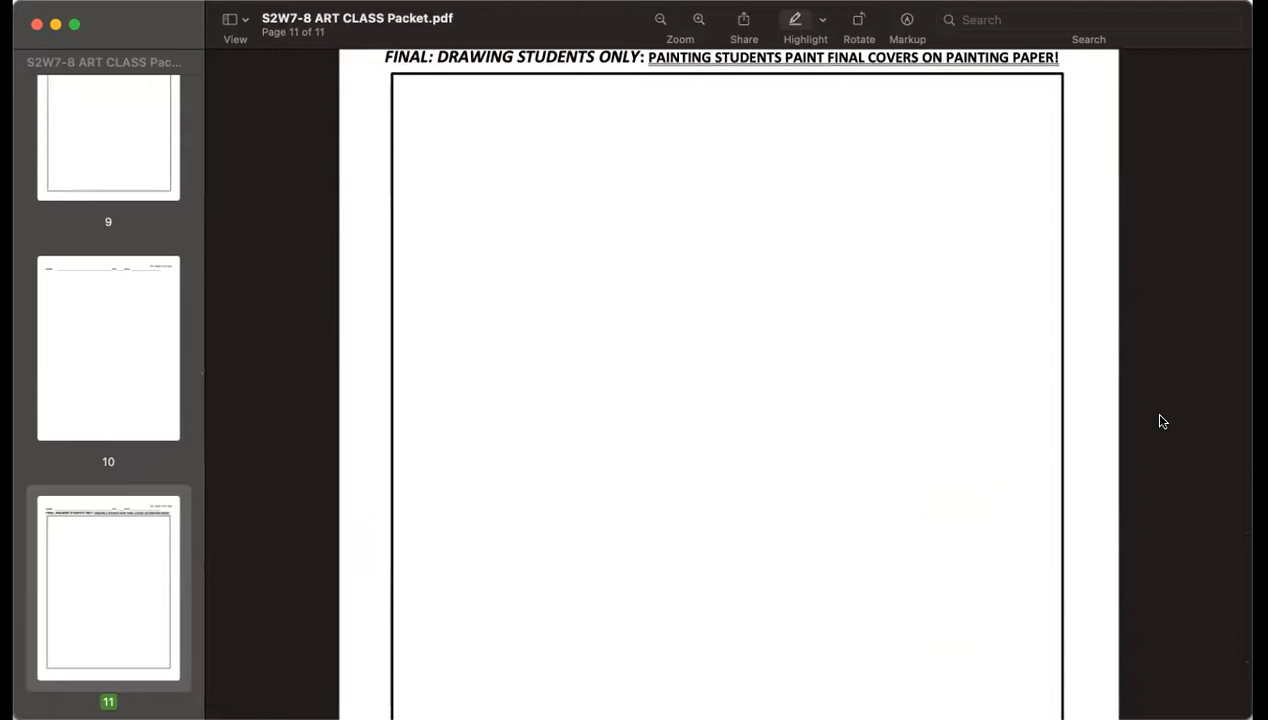 S2W7-8 ART CLASS Packet.pdf
Page 11 of 11
View
Zoom
Share
Highlight
Rotate
Markup
Search
Search
S2W7-8 ART CLASS Pac...
9
10
11
FINAL: DRAWING STUDENTS ONLY: PAINTING STUDENTS PAINT FINAL COVERS ON PAINTING PAPER!